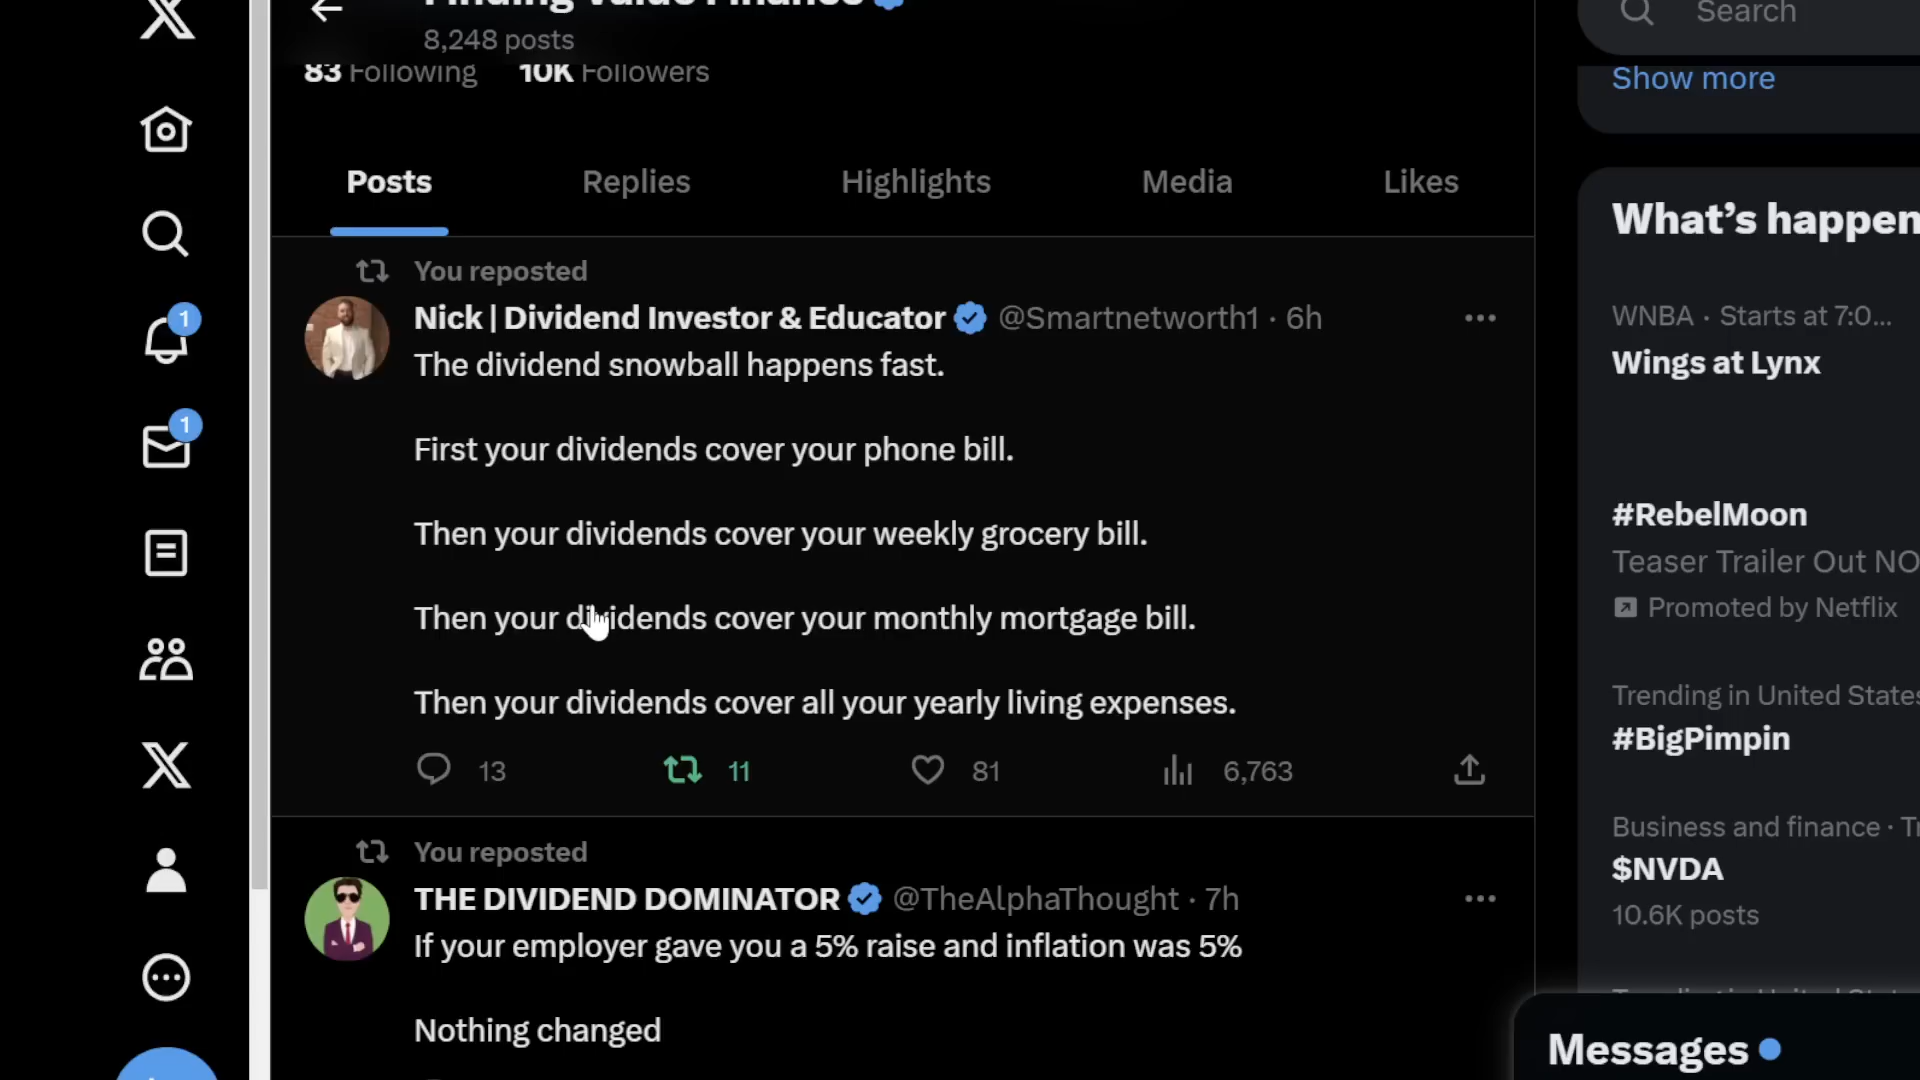 Finding Value Finance
8,248 posts
83 Following 10K Followers
Posts Replies Highlights Media Likes
You reposted
Nick | Dividend Investor & Educator @Smartnetworth1 · 6h
The dividend snowball happens fast.
First your dividends cover your phone bill.
Then your dividends cover your weekly grocery bill.
Then your dividends cover your monthly mortgage bill.
Then your dividends cover all your yearly living expenses.
13 11 81 6,763
You reposted
THE DIVIDEND DOMINATOR @TheAlphaThought · 7h
If your employer gave you a 5% raise and inflation was 5%
Nothing changed
1
1
Search
Show more
What's happen
WNBA · Starts at 7:0...
Wings at Lynx
#RebelMoon
Teaser Trailer Out NO
Promoted by Netflix
Trending in United States
#BigPimpin
Business and finance · Tr
$NVDA
10.6K posts
Messages